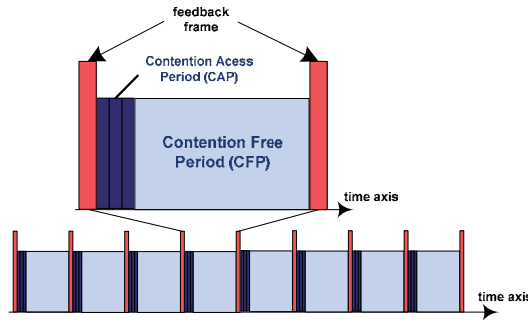 feedback
frame
Contention Acess
Period (CAP)
Contention Free
Period (CFP)
time axis
time axis